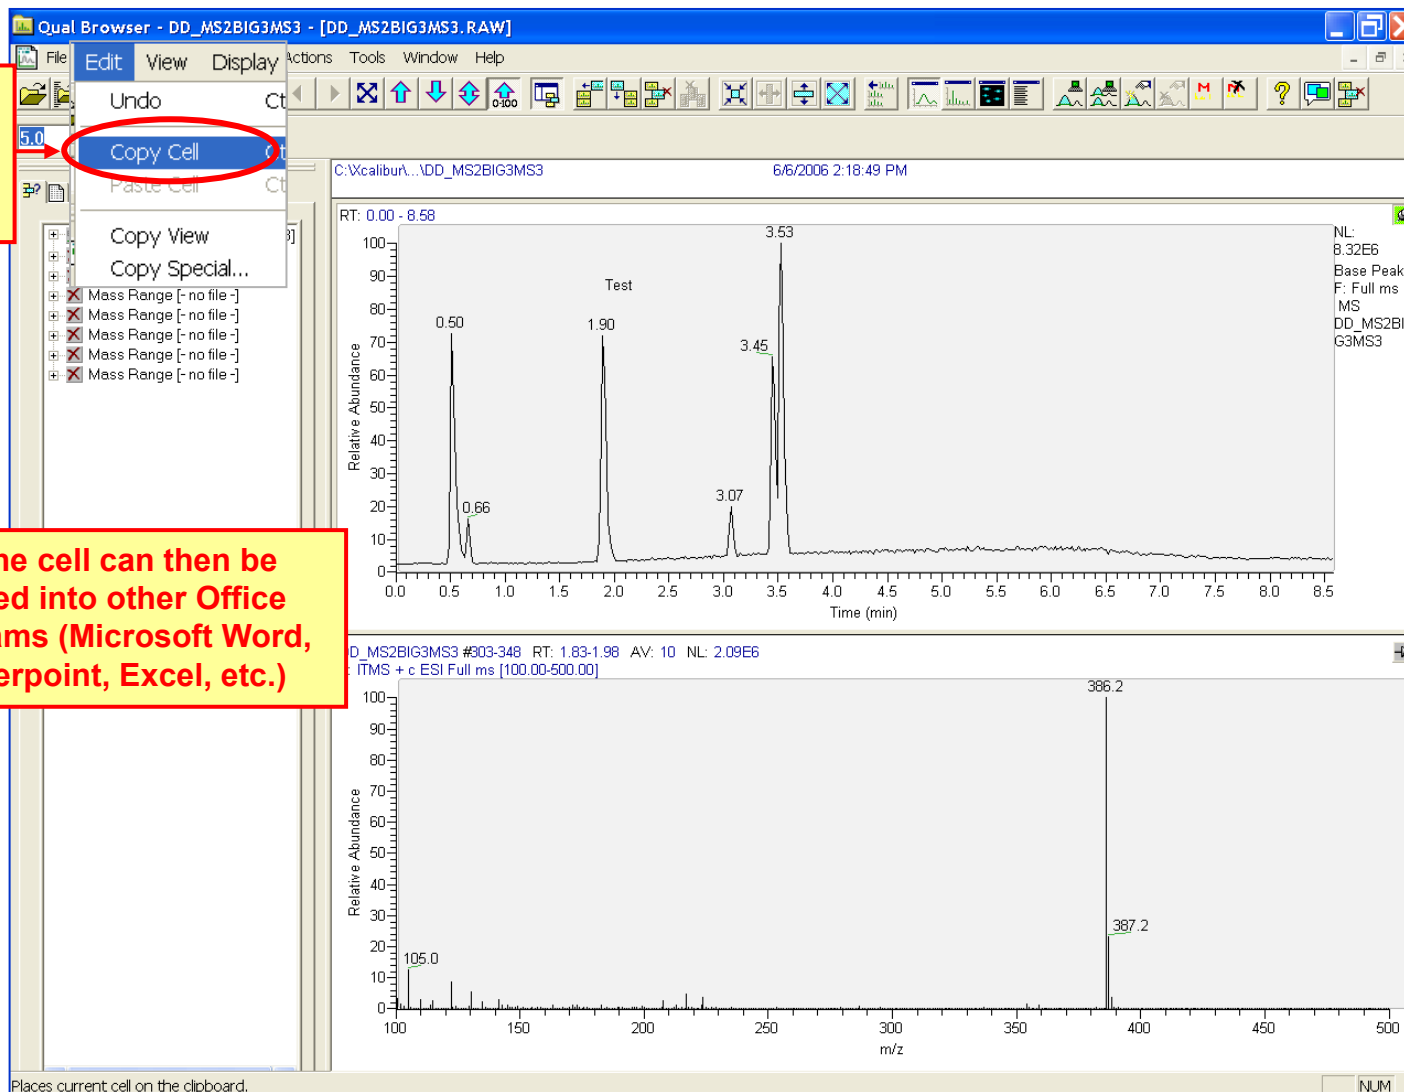 Qual Browser - DD_MS2BIG3MS3 - [DD_MS2BIG3MS3.RAW]
File Edit View Display Actions Tools Window Help
Undo
Copy Cell
Paste Cell
Copy View
Copy Special...
0-100
5.0
Mass Range [- no file -]
Mass Range [- no file -]
Mass Range [- no file -]
Mass Range [- no file -]
Mass Range [- no file -]
cell can then be
into other Office
(Microsoft Word,
Excel, etc.)
C:\Xcalibur\...\DD_MS2BIG3MS3 6/6/2006 2:18:49 PM
RT: 0.00 - 8.58
NL:
8.32E6
Base Peak
F: Full ms
MS
DD_MS2BI
G3MS3
Test
0.50
0.66
1.90
3.07
3.45
3.53
Relative Abundance
100
90
80
70
60
50
40
30
20
10
0
0.0 0.5 1.0 1.5 2.0 2.5 3.0 3.5 4.0 4.5 5.0 5.5 6.0 6.5 7.0 7.5 8.0 8.5
Time (min)
D_MS2BIG3MS3 #303-348 RT: 1.83-1.98 AV: 10 NL: 2.09E6
: ITMS + c ESI Full ms [100.00-500.00]
386.2
387.2
105.0
Relative Abundance
100
90
80
70
60
50
40
30
20
10
0
100 150 200 250 300 350 400 450 500
m/z
Places current cell on the clipboard.
NUM